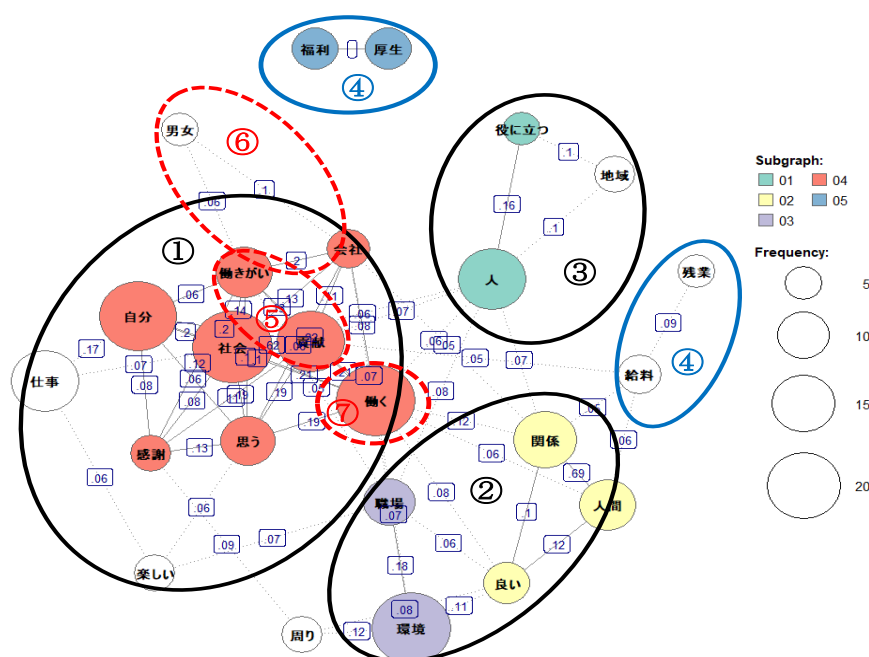 福利
厚生
④
男女
⑥
.1
.06
役に立つ
.1
地域
.16
.1
人
③
Subgraph:
01
04
02
05
03
Frequency:
5
10
15
20
①
会社
働きがい
.2
残業
.09
④
給料
.06
自分
.14
.13
⑤
.2
.2
社会
貢献
.06
.08
.07
.06
.05
.05
.07
.17
仕事
.12
.07
.06
.08
.08
.19
.21
.07
.19
⑦
働く
.08
.12
.06
.06
感謝
.13
思う
.19
関係
.69
人間
②
.08
.1
.12
.06
職場
.07
.06
.09
.07
.06
.18
良い
.11
楽しい
周り
.12
.08
環境